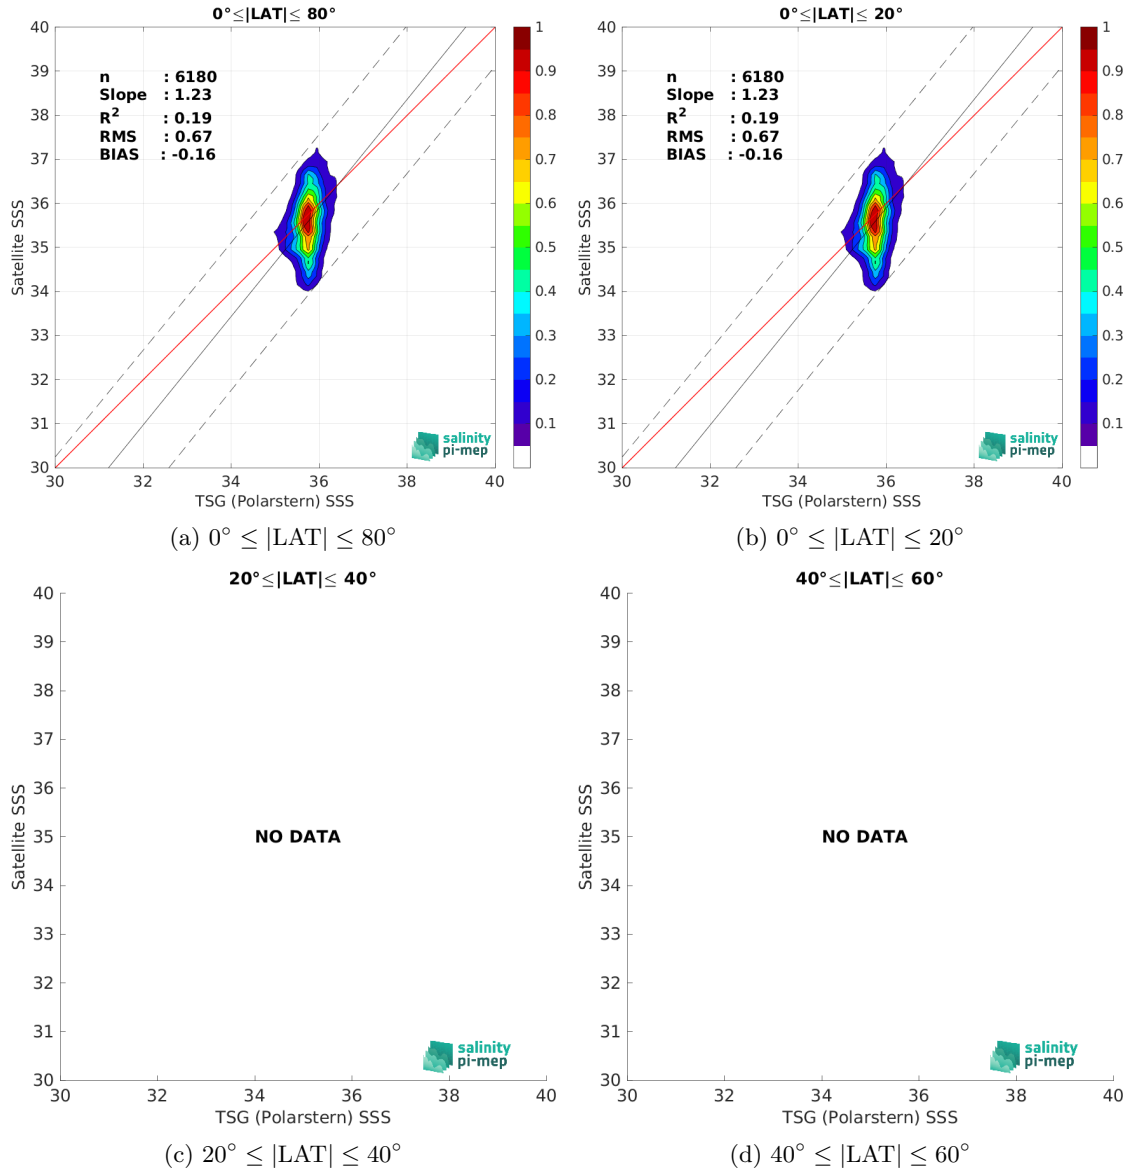 0°≤|LAT|≤ 80°
40
39
38
37
36
35
34
33
32
31
30
Satellite SSS
n : 6180
Slope : 1.23
R² : 0.19
RMS : 0.67
BIAS : -0.16
salinity
pi-mep
30 32 34 36 38 40
TSG (Polarstern) SSS
1
0.9
0.8
0.7
0.6
0.5
0.4
0.3
0.2
0.1
(a) 0° ≤ |LAT| ≤ 80°
0°≤|LAT|≤ 20°
40
39
38
37
36
35
34
33
32
31
30
Satellite SSS
n : 6180
Slope : 1.23
R² : 0.19
RMS : 0.67
BIAS : -0.16
salinity
pi-mep
30 32 34 36 38 40
TSG (Polarstern) SSS
1
0.9
0.8
0.7
0.6
0.5
0.4
0.3
0.2
0.1
(b) 0° ≤ |LAT| ≤ 20°
20°≤|LAT|≤ 40°
40
39
38
37
36
35
34
33
32
31
30
Satellite SSS
NO DATA
salinity
pi-mep
30 32 34 36 38 40
TSG (Polarstern) SSS
(c) 20° ≤ |LAT| ≤ 40°
40°≤|LAT|≤ 60°
40
39
38
37
36
35
34
33
32
31
30
Satellite SSS
NO DATA
salinity
pi-mep
30 32 34 36 38 40
TSG (Polarstern) SSS
(d) 40° ≤ |LAT| ≤ 60°